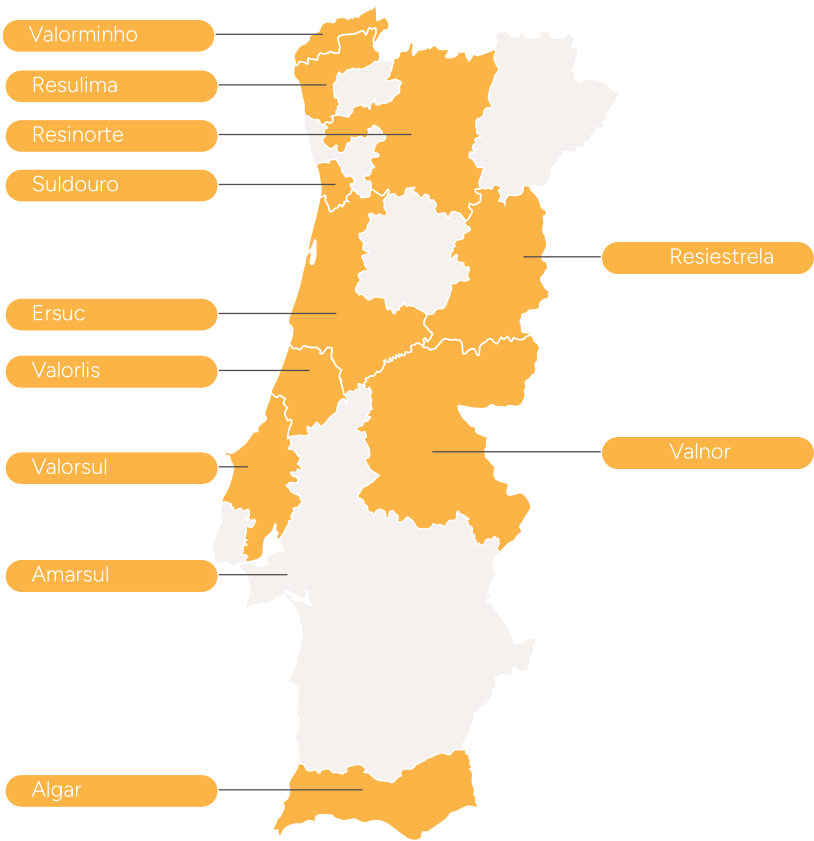 Valorminho
Resulima
Resinorte
Suldouro
Resiestrela
Ersuc
Valorlis
Valnor
Valorsul
Amarsul
Algar